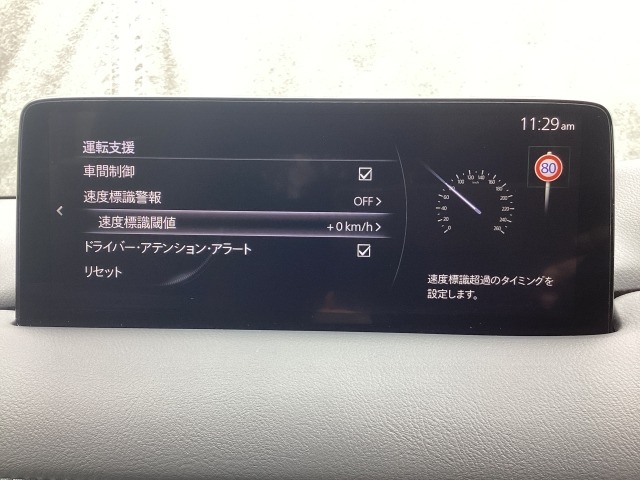 11:29 am
運転支援
車間制御
速度標識警報 OFF
速度標識閾値 +0 km/h
ドライバー・アテンション・アラート
リセット
80
速度標識超過のタイミングを
設定します。